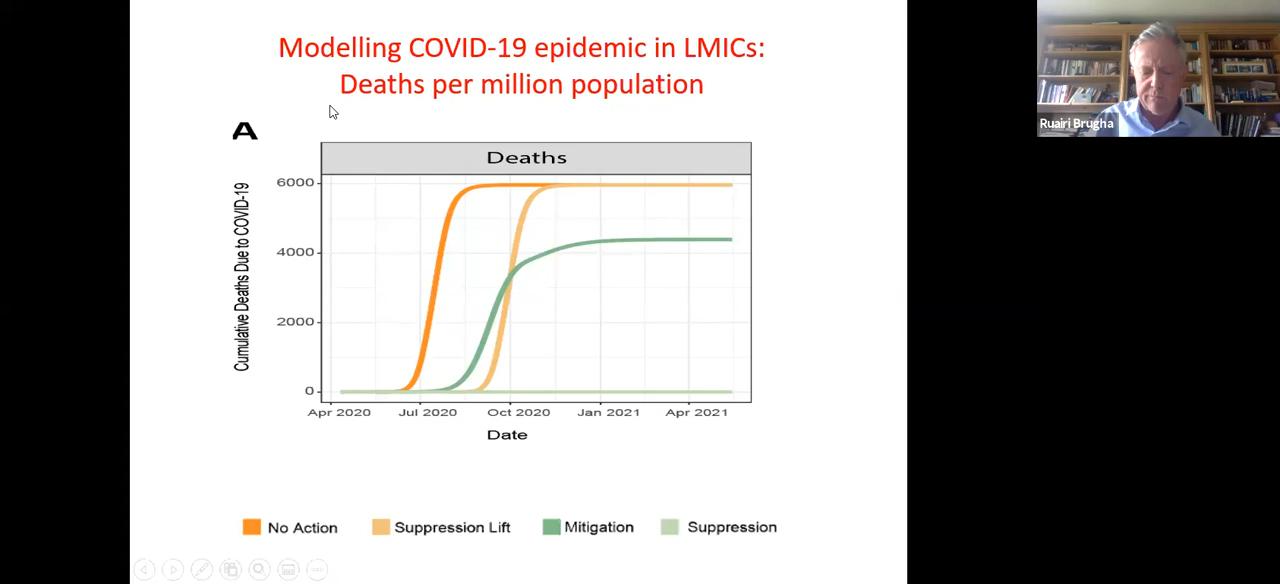 Modelling COVID-19 epidemic in LMICs:
Deaths per million population
Ruairi Brugha
A
Deaths
Cumulative Deaths Due to COVID-19
6000
4000
2000
0
Apr 2020 Jul 2020 Oct 2020 Jan 2021 Apr 2021
Date
No Action Suppression Lift Mitigation Suppression